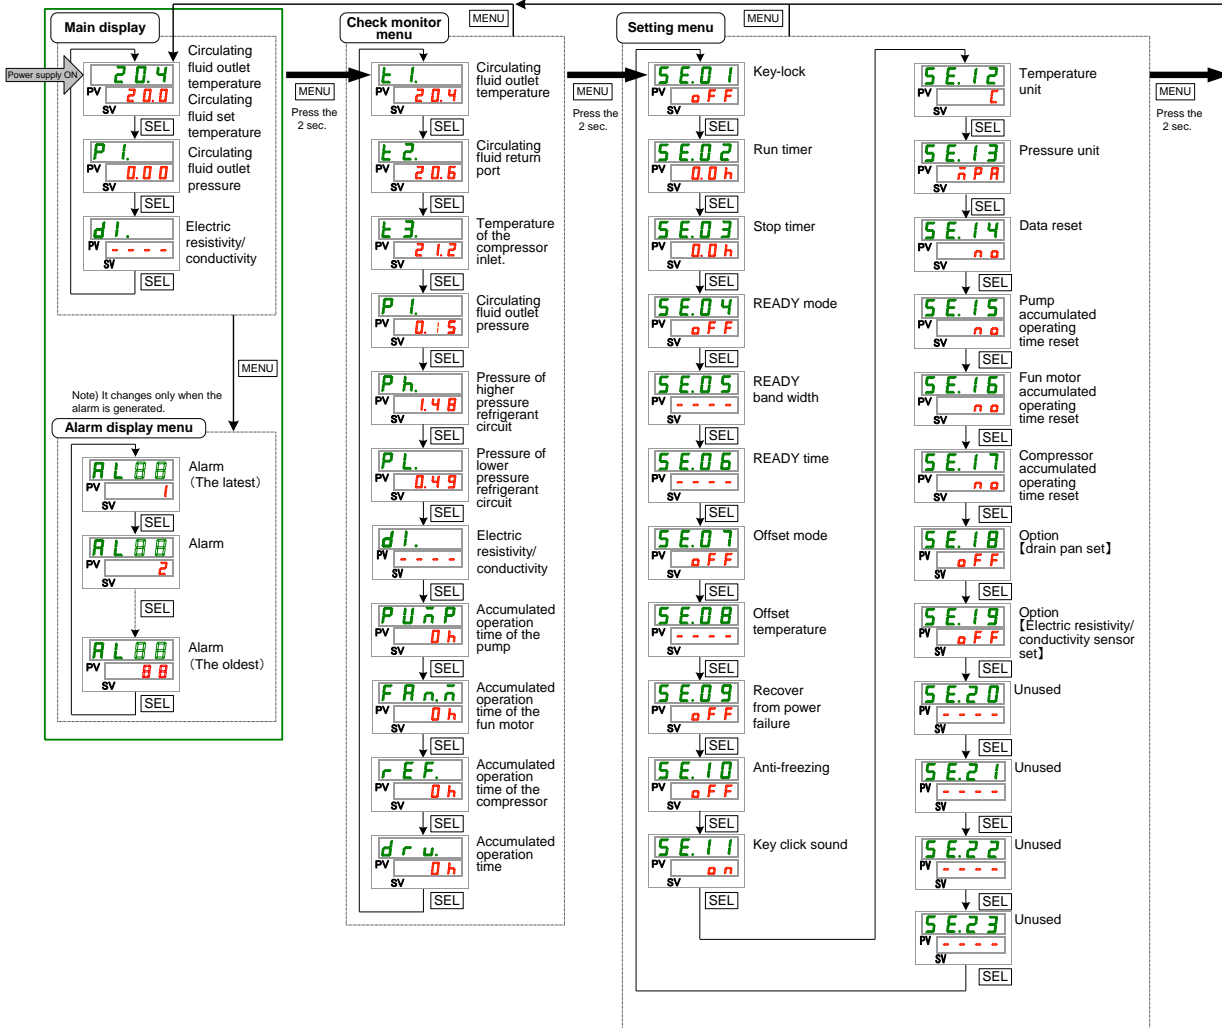 MENU
MENU
Main display
Power supply ON
20.4
PV
20.0
SV
Circulating
fluid outlet
temperature
Circulating
fluid set
temperature
SEL
P 1.
PV
0.00
SV
Circulating
fluid outlet
pressure
SEL
d1.
PV
----
SV
Electric
resistivity/
conductivity
SEL
MENU
Note) It changes only when the
alarm is generated.
Alarm display menu
AL88
PV
1
SV
Alarm
（The latest）
SEL
AL88
PV
2
SV
Alarm
SEL
AL88
PV
88
SV
Alarm
（The oldest）
SEL
MENU
Press the
2 sec.
Check monitor
menu
t 1.
PV
20.4
SV
Circulating
fluid outlet
temperature
SEL
t 2.
PV
20.6
SV
Circulating
fluid return
port
SEL
t 3.
PV
21.2
SV
Temperature
of the
compressor
inlet.
SEL
P 1.
PV
0.15
SV
Circulating
fluid outlet
pressure
SEL
Ph.
PV
1.48
SV
Pressure of
higher
pressure
refrigerant
circuit
SEL
PL.
PV
0.49
SV
Pressure of
lower
pressure
refrigerant
circuit
SEL
d1.
PV
----
SV
Electric
resistivity/
conductivity
SEL
PUmP
PV
0h
SV
Accumulated
operation
time of the
pump
SEL
FAn.m
PV
0h
SV
Accumulated
operation
time of the
fun motor
SEL
rEF.
PV
0h
SV
Accumulated
operation
time of the
compressor
SEL
dru.
PV
0h
SV
Accumulated
operation
time
SEL
MENU
Press the
2 sec.
Setting menu
SE.01
PV
oFF
SV
Key-lock
SEL
SE.02
PV
0.0h
SV
Run timer
SEL
SE.03
PV
0.0h
SV
Stop timer
SEL
SE.04
PV
oFF
SV
READY mode
SEL
SE.05
PV
----
SV
READY
band width
SEL
SE.06
PV
----
SV
READY time
SEL
SE.07
PV
oFF
SV
Offset mode
SEL
SE.08
PV
----
SV
Offset
temperature
SEL
SE.09
PV
oFF
SV
Recover
from power
failure
SEL
SE.10
PV
oFF
SV
Anti-freezing
SEL
SE.11
PV
on
SV
Key click sound
SEL
SE.12
PV
C
SV
Temperature
unit
SEL
SE.13
PV
mPA
SV
Pressure unit
SEL
SE.14
PV
no
SV
Data reset
SEL
SE.15
PV
no
SV
Pump
accumulated
operating
time reset
SEL
SE.16
PV
no
SV
Fun motor
accumulated
operating
time reset
SEL
SE.17
PV
no
SV
Compressor
accumulated
operating
time reset
SEL
SE.18
PV
oFF
SV
Option
【drain pan set】
SEL
SE.19
PV
oFF
SV
Option
【Electric resistivity/
conductivity sensor
set】
SEL
SE.20
PV
----
SV
Unused
SEL
SE.21
PV
----
SV
Unused
SEL
SE.22
PV
----
SV
Unused
SEL
SE.23
PV
----
SV
Unused
SEL
MENU
Press the
2 sec.